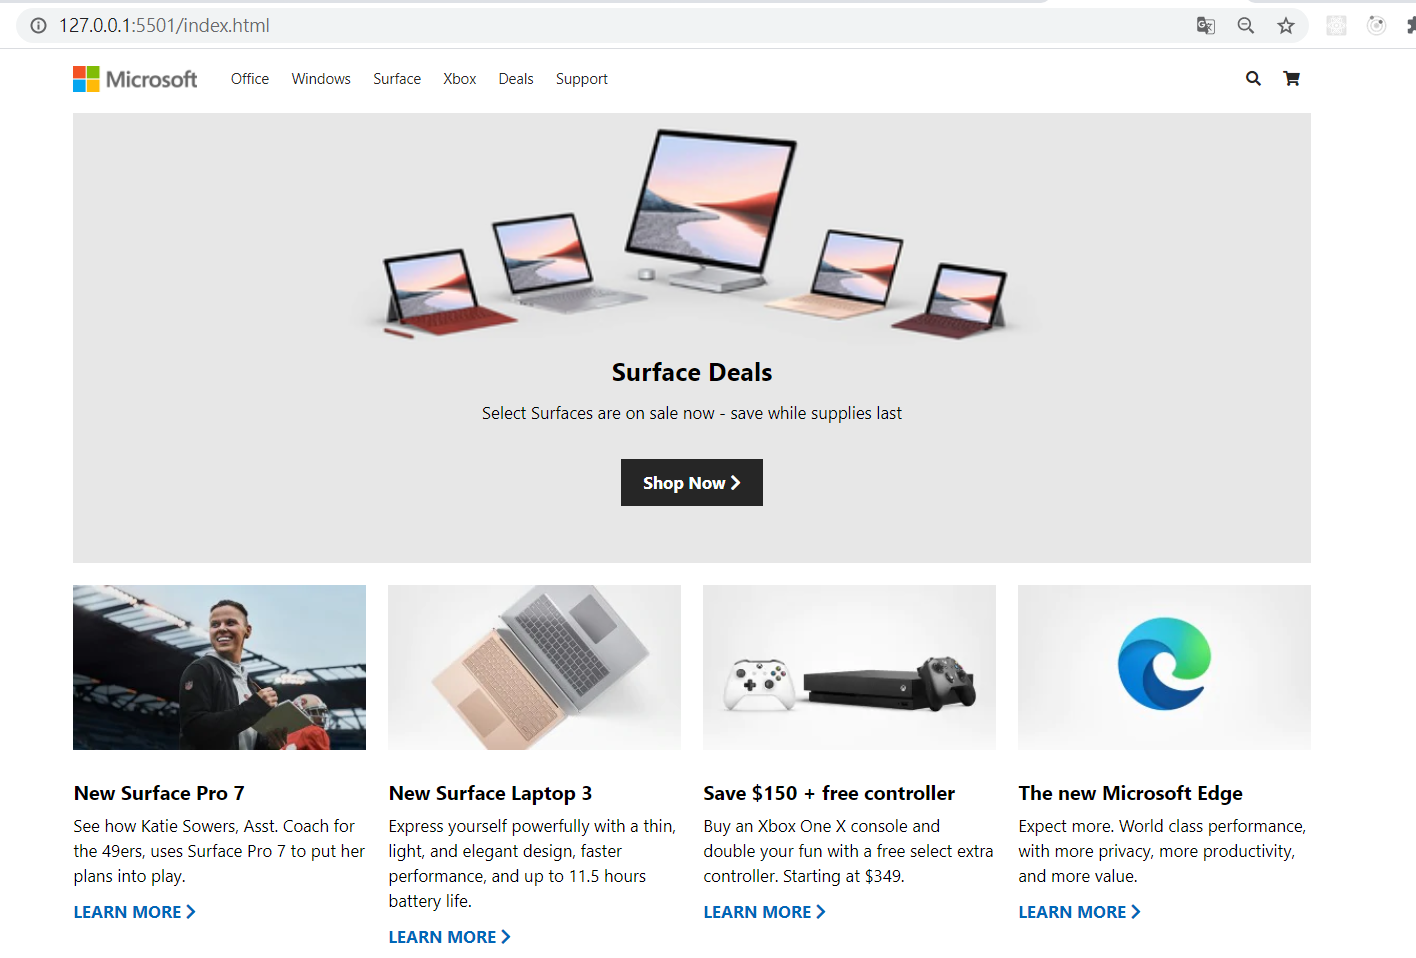 127.0.0.1:5501/index.html
Microsoft Office Windows Surface Xbox Deals Support
Surface Deals
Select Surfaces are on sale now - save while supplies last
Shop Now
New Surface Pro 7
See how Katie Sowers, Asst. Coach for
the 49ers, uses Surface Pro 7 to put her
plans into play.
LEARN MORE
New Surface Laptop 3
Express yourself powerfully with a thin,
light, and elegant design, faster
performance, and up to 11.5 hours
battery life.
LEARN MORE
Save $150 + free controller
Buy an Xbox One X console and
double your fun with a free select extra
controller. Starting at $349.
LEARN MORE
The new Microsoft Edge
Expect more. World class performance,
with more privacy, more productivity,
and more value.
LEARN MORE